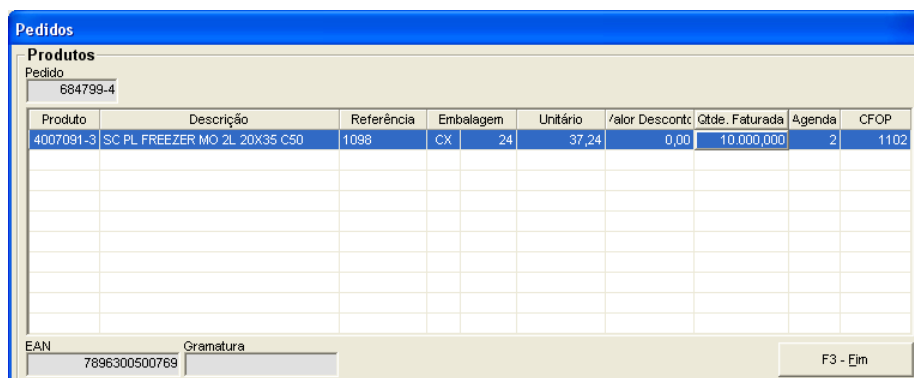 Pedidos
Produtos
Pedido
684799-4
Produto Descrição Referência Embalagem Unitário Valor Desconto Qtde. Faturada Agenda CFOP
4007091-3 SC PL FREEZER MO 2L 20X35 C50 1098 CX 24 37,24 0,00 10.000,000 2 1102
EAN Gramatura
7896300500769
F3 - Fim